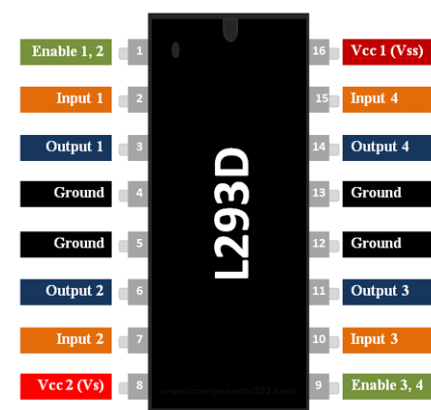 Enable 1, 2 1 16 Vcc 1 (Vss)
Input 1 2 15 Input 4
Output 1 3 14 Output 4
Ground 4 13 Ground
L293D
Ground 5 12 Ground
Output 2 6 11 Output 3
Input 2 7 10 Input 3
Vcc 2 (Vs) 8 www.components101.com 9 Enable 3, 4